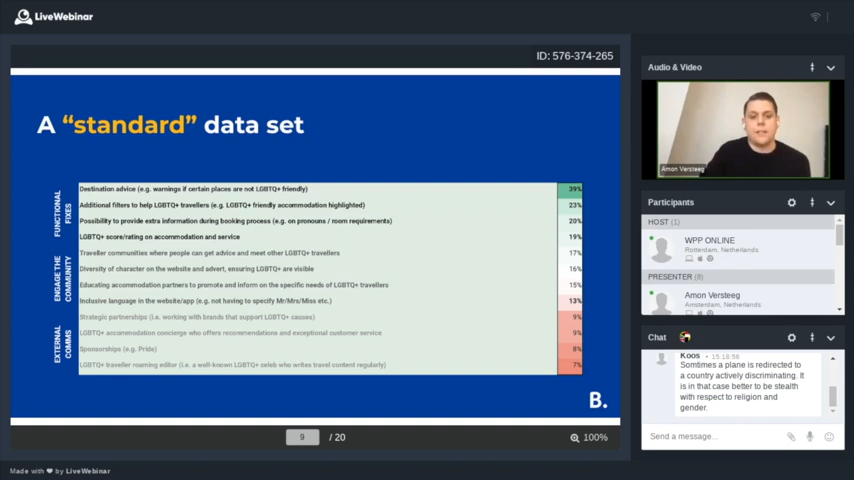 LiveWebinar
ID: 576-374-265
A “standard” data set
FUNCTIONAL
FIXES
Destination advice (e.g. warnings if certain places are not LGBTQ+ friendly) 39%
Additional filters to help LGBTQ+ travellers (e.g. LGBTQ+ friendly accommodation highlighted) 23%
Possibility to provide extra information during booking process (e.g. on pronouns / room requirements) 20%
LGBTQ+ score/rating on accommodation and service 19%
ENGAGE THE
COMMUNITY
Traveller communities where people can get advice and meet other LGBTQ+ travellers 17%
Diversity of character on the website and advert, ensuring LGBTQ+ are visible 16%
Educating accommodation partners to promote and inform on the specific needs of LGBTQ+ travellers 15%
Inclusive language in the website/app (e.g. not having to specify Mr/Mrs/Miss etc.) 13%
EXTERNAL
COMMS
Strategic partnerships (i.e. working with brands that support LGBTQ+ causes) 9%
LGBTQ+ accomendation concierge who offers recommendations and exceptional customer service 9%
Sponsorships (e.g. Pride) 8%
LGBTQ+ traveller roaming editor (i.e. a well-known LGBTQ+ celeb who writes travel content regularly) 7%
B.
9 / 20
100%
Audio & Video
Amon Versteeg
Participants
HOST (1)
WPP ONLINE
Rotterdam, Netherlands
PRESENTER (8)
Amon Versteeg
Amsterdam, Netherlands
Chat
Koos • 15:18:56
Somtimes a plane is redirected
to a country actively discriminating. It
is in that case better to be stealth
with respect to religion and
gender.
Send a message...
Made with ❤ by LiveWebinar